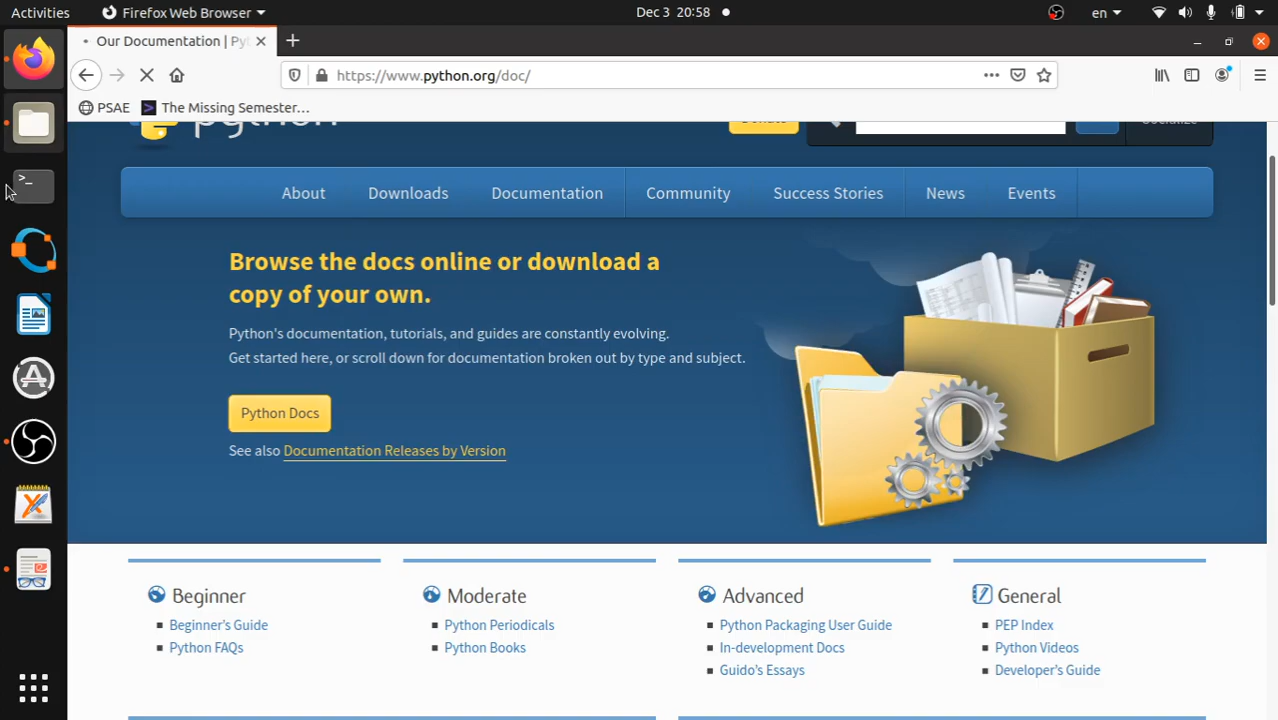 Activities
Firefox Web Browser
Dec 3 20:58
en
Our Documentation | Py
https://www.python.org/doc/
PSAE
The Missing Semester...
python
Donate
Socialize
About
Downloads
Documentation
Community
Success Stories
News
Events
Browse the docs online or download a
copy of your own.
Python's documentation, tutorials, and guides are constantly evolving.
Get started here, or scroll down for documentation broken out by type and subject.
Python Docs
See also Documentation Releases by Version
Beginner
Beginner's Guide
Python FAQs
Moderate
Python Periodicals
Python Books
Advanced
Python Packaging User Guide
In-development Docs
Guido's Essays
General
PEP Index
Python Videos
Developer's Guide